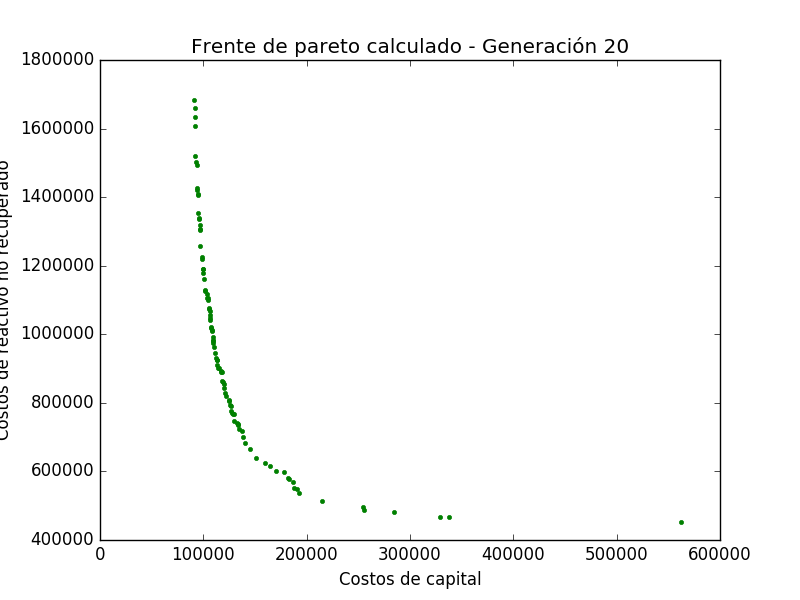 Frente de pareto calculado - Generación 20
1800000
1600000
1400000
1200000
1000000
800000
600000
400000
Costos de reactivo no recuperado
0 100000 200000 300000 400000 500000 600000
Costos de capital